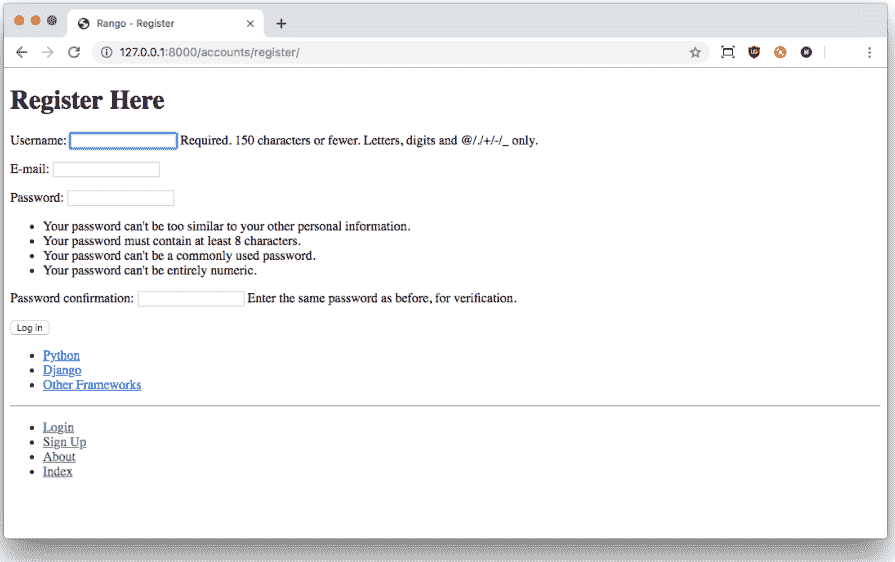 Rango - Register
127.0.0.1:8000/accounts/register/
Register Here
Username: Required. 150 characters or fewer. Letters, digits and @/./+/-/_ only.
E-mail:
Password:
Your password can't be too similar to your other personal information.
Your password must contain at least 8 characters.
Your password can't be a commonly used password.
Your password can't be entirely numeric.
Password confirmation: Enter the same password as before, for verification.
Log in
Python
Django
Other Frameworks
Login
Sign Up
About
Index